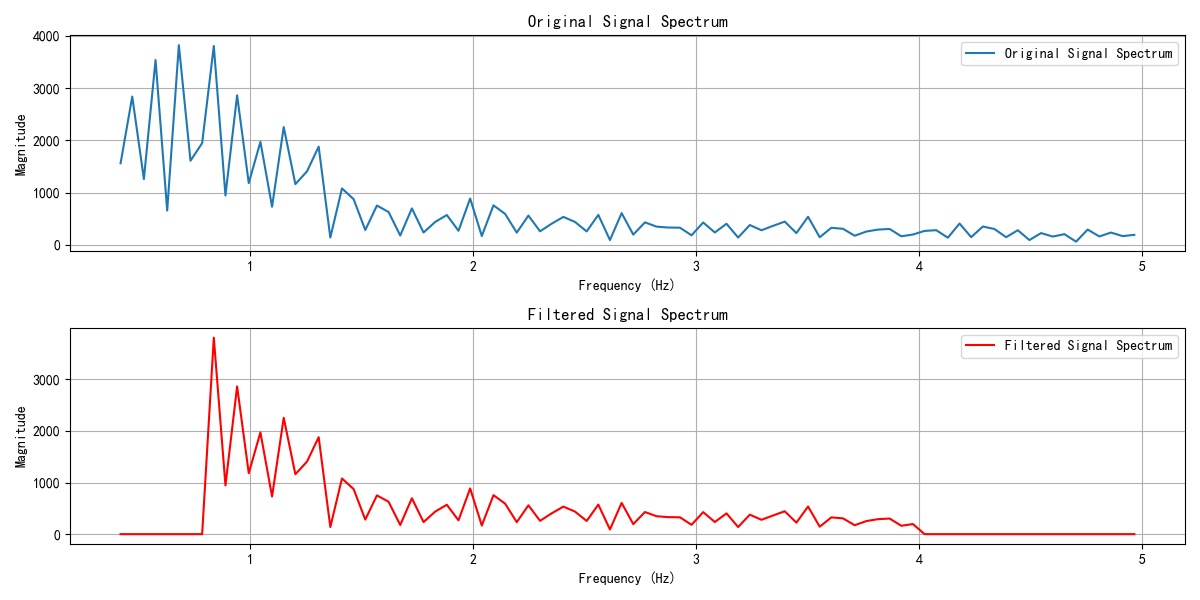 Original Signal Spectrum
4000
3000
2000
1000
0
Magnitude
Original Signal Spectrum
1 2 3 4 5
Frequency (Hz)
Filtered Signal Spectrum
3000
2000
1000
0
Magnitude
Filtered Signal Spectrum
1 2 3 4 5
Frequency (Hz)